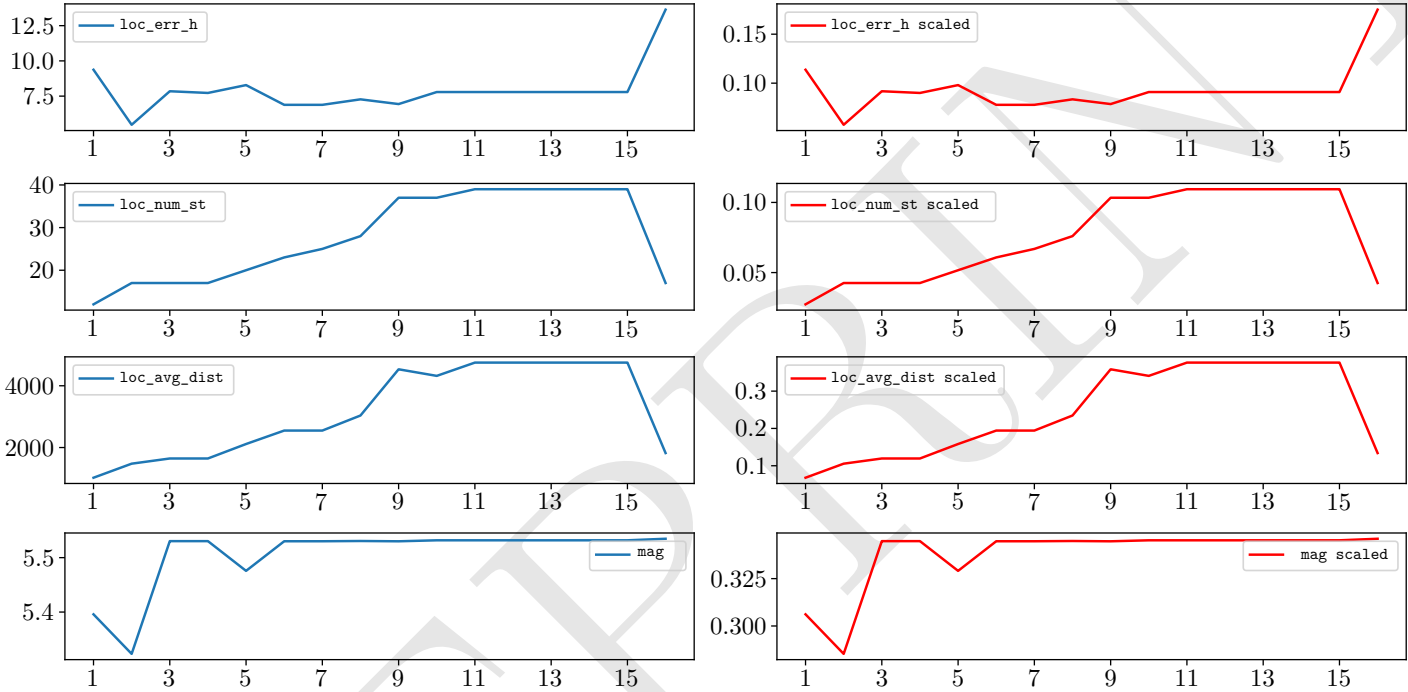 12.5
10.0
7.5
loc_err_h
1 3 5 7 9 11 13 15
0.15
0.10
loc_err_h scaled
1 3 5 7 9 11 13 15
40
30
20
loc_num_st
1 3 5 7 9 11 13 15
0.10
0.05
loc_num_st scaled
1 3 5 7 9 11 13 15
4000
2000
loc_avg_dist
1 3 5 7 9 11 13 15
0.3
0.2
0.1
loc_avg_dist scaled
1 3 5 7 9 11 13 15
5.5
5.4
mag
1 3 5 7 9 11 13 15
0.325
0.300
mag scaled
1 3 5 7 9 11 13 15